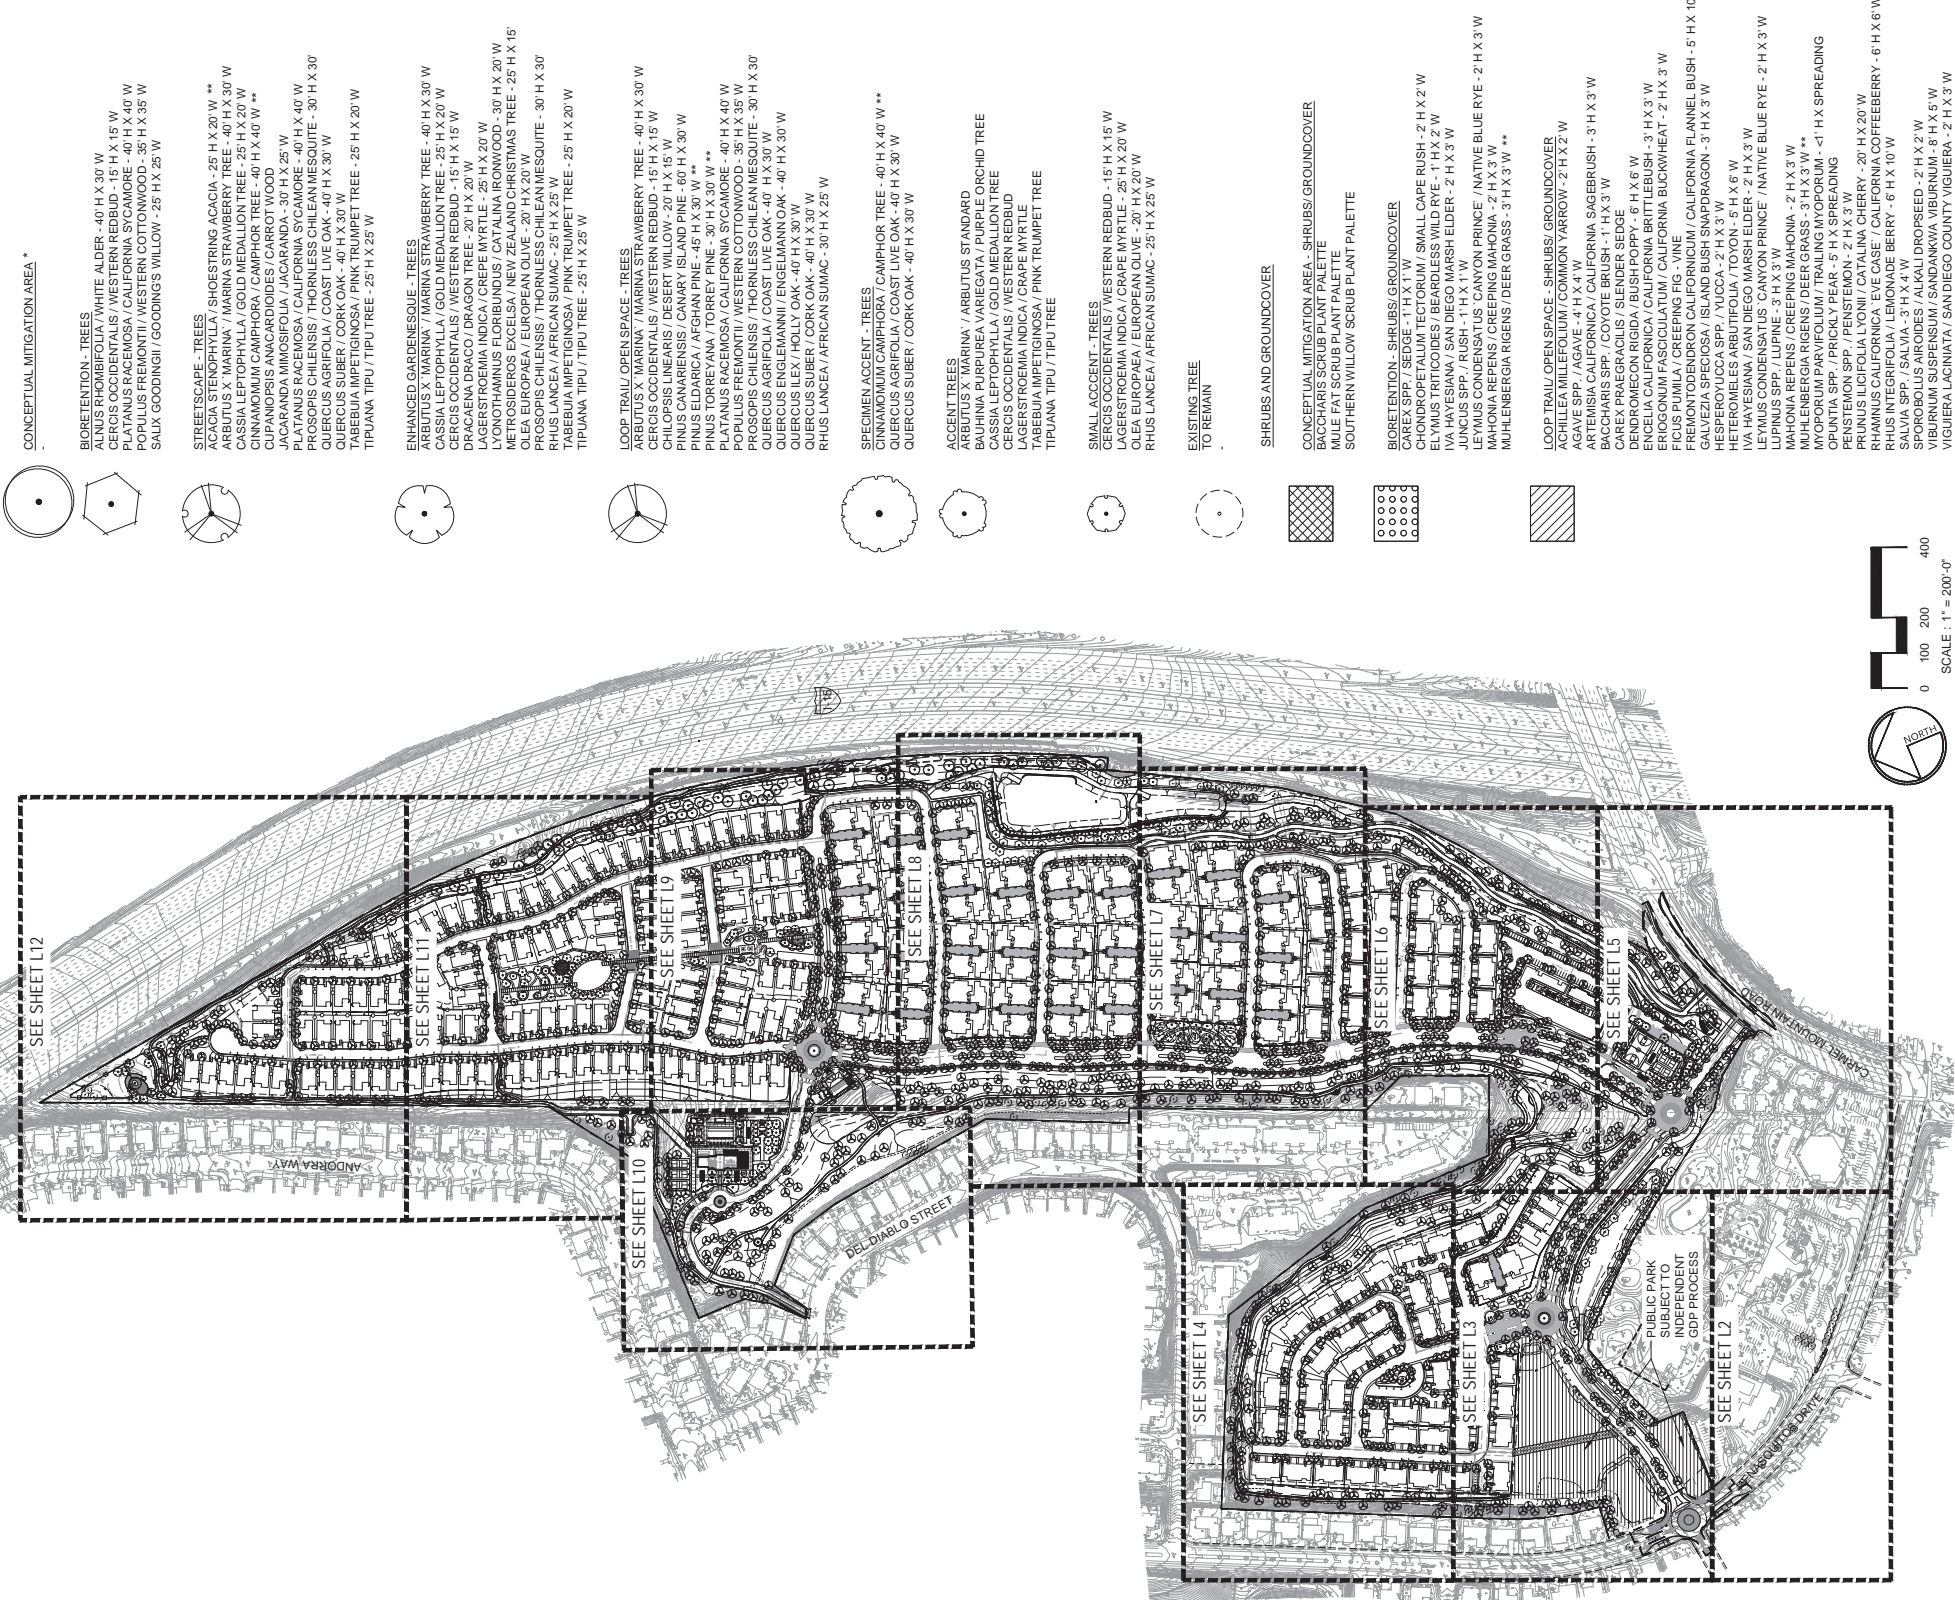 CONCEPTUAL MITIGATION AREA *
-
BIORETENTION - TREES
ALNUS RHOMBIFOLIA / WHITE ALDER - 40' H X 30' W
CERCIS OCCIDENTALIS / WESTERN REDBUD - 15' H X 15' W
PLATANUS RACEMOSA / CALIFORNIA SYCAMORE - 40' H X 40' W
POPULUS FREMONTII / WESTERN COTTONWOOD - 35' H X 35' W
SALIX GOODDINGII / GOODING'S WILLOW - 25' H X 25' W
STREETSCAPE - TREES
ACACIA STENOPHYLLA / SHOESTRING ACACIA - 25' H X 20' W **
ARBUTUS X `MARINA` / MARINA STRAWBERRY TREE - 40' H X 30' W
CASSIA LEPTOPHYLLA / GOLD MEDALLION TREE - 25' H X 20' W
CINNAMOMUM CAMPHORA / CAMPHOR TREE - 40' H X 40' W **
CUPANIOPSIS ANACARDIOIDES / CARROT WOOD
JACARANDA MIMOSIFOLIA / JACARANDA - 30' H X 25' W
PLATANUS RACEMOSA / CALIFORNIA SYCAMORE - 40' H X 40' W
PROSOPIS CHILENSIS / THORNLESS CHILEAN MESQUITE - 30' H X 30'
QUERCUS AGRIFOLIA / COAST LIVE OAK - 40' H X 30' W
QUERCUS SUBER / CORK OAK - 40' H X 30' W
TABEBUIA IMPETIGINOSA / PINK TRUMPET TREE - 25' H X 20' W
TIPUANA TIPU / TIPU TREE - 25' H X 25' W
ENHANCED GARDENESQUE - TREES
ARBUTUS X `MARINA` / MARINA STRAWBERRY TREE - 40' H X 30' W
CASSIA LEPTOPHYLLA / GOLD MEDALLION TREE - 25' H X 20' W
CERCIS OCCIDENTALIS / WESTERN REDBUD - 15' H X 15' W
DRACAENA DRACO / DRAGON TREE - 20' H X 20' W
LAGERSTROEMIA INDICA / CREPE MYRTLE - 25' H X 20' W
LYONOTHAMNUS FLORIBUNDUS / CATALINA IRONWOOD - 30' H X 20' W
METROSIDEROS EXCELSA / NEW ZEALAND CHRISTMAS TREE - 25' H X 15'
OLEA EUROPAEA / EUROPEAN OLIVE - 20' H X 20' W
PROSOPIS CHILENSIS / THORNLESS CHILEAN MESQUITE - 30' H X 30'
RHUS LANCEA / AFRICAN SUMAC - 25' H X 25' W
TABEBUIA IMPETIGINOSA / PINK TRUMPET TREE - 25' H X 20' W
TIPUANA TIPU / TIPU TREE - 25' H X 25' W
LOOP TRAIL/ OPEN SPACE - TREES
ARBUTUS X `MARINA` / MARINA STRAWBERRY TREE - 40' H X 30' W
CERCIS OCCIDENTALIS / WESTERN REDBUD - 15' H X 15' W
CHILOPSIS LINEARIS / DESERT WILLOW - 20' H X 15' W
PINUS CANARIENSIS / CANARY ISLAND PINE - 60' H X 30' W
PINUS ELDARICA / AFGHAN PINE - 45' H X 30' W **
PINUS TORREYANA / TORREY PINE - 30' H X 30' W **
PLATANUS RACEMOSA / CALIFORNIA SYCAMORE - 40' H X 40' W
POPULUS FREMONTII / WESTERN COTTONWOOD - 35' H X 35' W
PROSOPIS CHILENSIS / THORNLESS CHILEAN MESQUITE - 30' H X 30'
QUERCUS AGRIFOLIA / COAST LIVE OAK - 40' H X 30' W
QUERCUS ENGLEMANNII / ENGELMANN OAK - 40' H X 30' W
QUERCUS ILEX / HOLLY OAK - 40' H X 30' W
QUERCUS SUBER / CORK OAK - 40' H X 30' W
RHUS LANCEA / AFRICAN SUMAC - 30' H X 25' W
SPECIMEN ACCENT - TREES
CINNAMOMUM CAMPHORA / CAMPHOR TREE - 40' H X 40' W **
QUERCUS AGRIFOLIA / COAST LIVE OAK - 40' H X 30' W
QUERCUS SUBER / CORK OAK - 40' H X 30' W
ACCENT TREES
ARBUTUS X `MARINA` / ARBUTUS STANDARD
BAUHINIA PURPUREA VARIEGATA / PURPLE ORCHID TREE
CASSIA LEPTOPHYLLA / GOLD MEDALLION TREE
CERCIS OCCIDENTALIS / WESTERN REDBUD
LAGERSTROEMIA INDICA / CRAPE MYRTLE
TABEBUIA IMPETIGINOSA / PINK TRUMPET TREE
TIPUANA TIPU / TIPU TREE
SMALL ACCCENT - TREES
CERCIS OCCIDENTALIS / WESTERN REDBUD - 15' H X 15' W
LAGERSTROEMIA INDICA / CRAPE MYRTLE - 25' H X 20' W
OLEA EUROPAEA / EUROPEAN OLIVE - 20' H X 20' W
RHUS LANCEA / AFRICAN SUMAC - 25' H X 25' W
EXISTING TREE
TO REMAIN
-
SHRUBS AND GROUNDCOVER
CONCEPTUAL MITIGATION AREA - SHRUBS/ GROUNDCOVER
BACCHARIS SCRUB PLANT PALETTE
MULE FAT SCRUB PLANT PALETTE
SOUTHERN WILLOW SCRUB PLANT PALETTE
BIORETENTION - SHRUBS/ GROUNDCOVER
CAREX SPP. / SEDGE - 1' H X 1' W
CHONDROPETALUM TECTORUM / SMALL CAPE RUSH - 2' H X 2' W
ELYMUS TRITICOIDES / BEARDLESS WILD RYE - 1' H X 2' W
IVA HAYESIANA / SAN DIEGO MARSH ELDER - 2' H X 3' W
JUNCUS SPP. / RUSH - 1' H X 1' W
LEYMUS CONDENSATUS `CANYON PRINCE` / NATIVE BLUE RYE - 2' H X 3' W
MAHONIA REPENS / CREEPING MAHONIA - 2' H X 3' W
MUHLENBERGIA RIGENS / DEER GRASS - 3' H X 3' W **
LOOP TRAIL/ OPEN SPACE - SHRUBS/ GROUNDCOVER
ACHILLEA MILLEFOLIUM / COMMON YARROW - 2' H X 2' W
AGAVE SPP. / AGAVE - 4' H X 4' W
ARTEMISIA CALIFORNICA / CALIFORNIA SAGEBRUSH - 3' H X 3' W
BACCHARIS SPP. / COYOTE BRUSH - 1' H X 3' W
CAREX PRAEGRACILIS / SLENDER SEDGE
DENDROMECON RIGIDA / BUSH POPPY - 6' H X 6' W
ENCELIA CALIFORNICA / CALIFORNIA BRITTLEBUSH - 3' H X 3' W
ERIOGONUM FASCICULATUM / CALIFORNIA BUCKWHEAT - 2' H X 3' W
FICUS PUMILA / CREEPING FIG - VINE
FREMONTODENDRON CALIFORNICUM / CALIFORNIA FLANNEL BUSH - 5' H X 10
GALVEZIA SPECIOSA / ISLAND BUSH SNAPDRAGON - 3' H X 3' W
HESPEROYUCCA SPP. / YUCCA - 2' H X 3' W
HETEROMELES ARBUTIFOLIA / TOYON - 5' H X 6' W
IVA HAYESIANA / SAN DIEGO MARSH ELDER - 2' H X 3' W
LEYMUS CONDENSATUS `CANYON PRINCE` / NATIVE BLUE RYE - 2' H X 3' W
LUPINUS SPP. / LUPINE - 3' H X 3' W
MAHONIA REPENS / CREEPING MAHONIA - 2' H X 3' W
MUHLENBERGIA RIGENS / DEER GRASS - 3' H X 3' W **
MYOPORUM PARVIFOLIUM / TRAILING MYOPORUM - <1' H X SPREADING
OPUNTIA SPP. / PRICKLY PEAR - 5' H X SPREADING
PENSTEMON SPP. / PENSTEMON - 2' H X 3' W
PRUNUS ILICIFOLIA LYONII / CATALINA CHERRY - 20' H X 20' W
RHAMNUS CALIFORNICA `EVE CASE` / CALIFORNIA COFFEEBERRY - 6' H X 6' W
RHUS INTEGRIFOLIA / LEMONADE BERRY - 6' H X 10' W
SALVIA SPP. / SALVIA - 3' H X 4' W
SPOROBOLUS AIROIDES / ALKALI DROPSEED - 2' H X 2' W
VIBURNUM SUSPENSUM / SANDANKWA VIBURNUM - 8' H X 5' W
VIGUIERA LACINIATA / SAN DIEGO COUNTY VIGUIERA - 2' H X 3' W
SEE SHEET L12
SEE SHEET L11
SEE SHEET L9
SEE SHEET L8
SEE SHEET L7
SEE SHEET L6
SEE SHEET L5
SEE SHEET L10
SEE SHEET L4
SEE SHEET L3
SEE SHEET L2
I-15
ANDORRA WAY
DEL DIABLO STREET
CARMEL MOUNTAIN ROAD
PENASQUITOS DRIVE
PUBLIC PARK
SUBJECT TO
INDEPENDENT
GDP PROCESS
NORTH
0 100 200 400
SCALE : 1" = 200'-0"